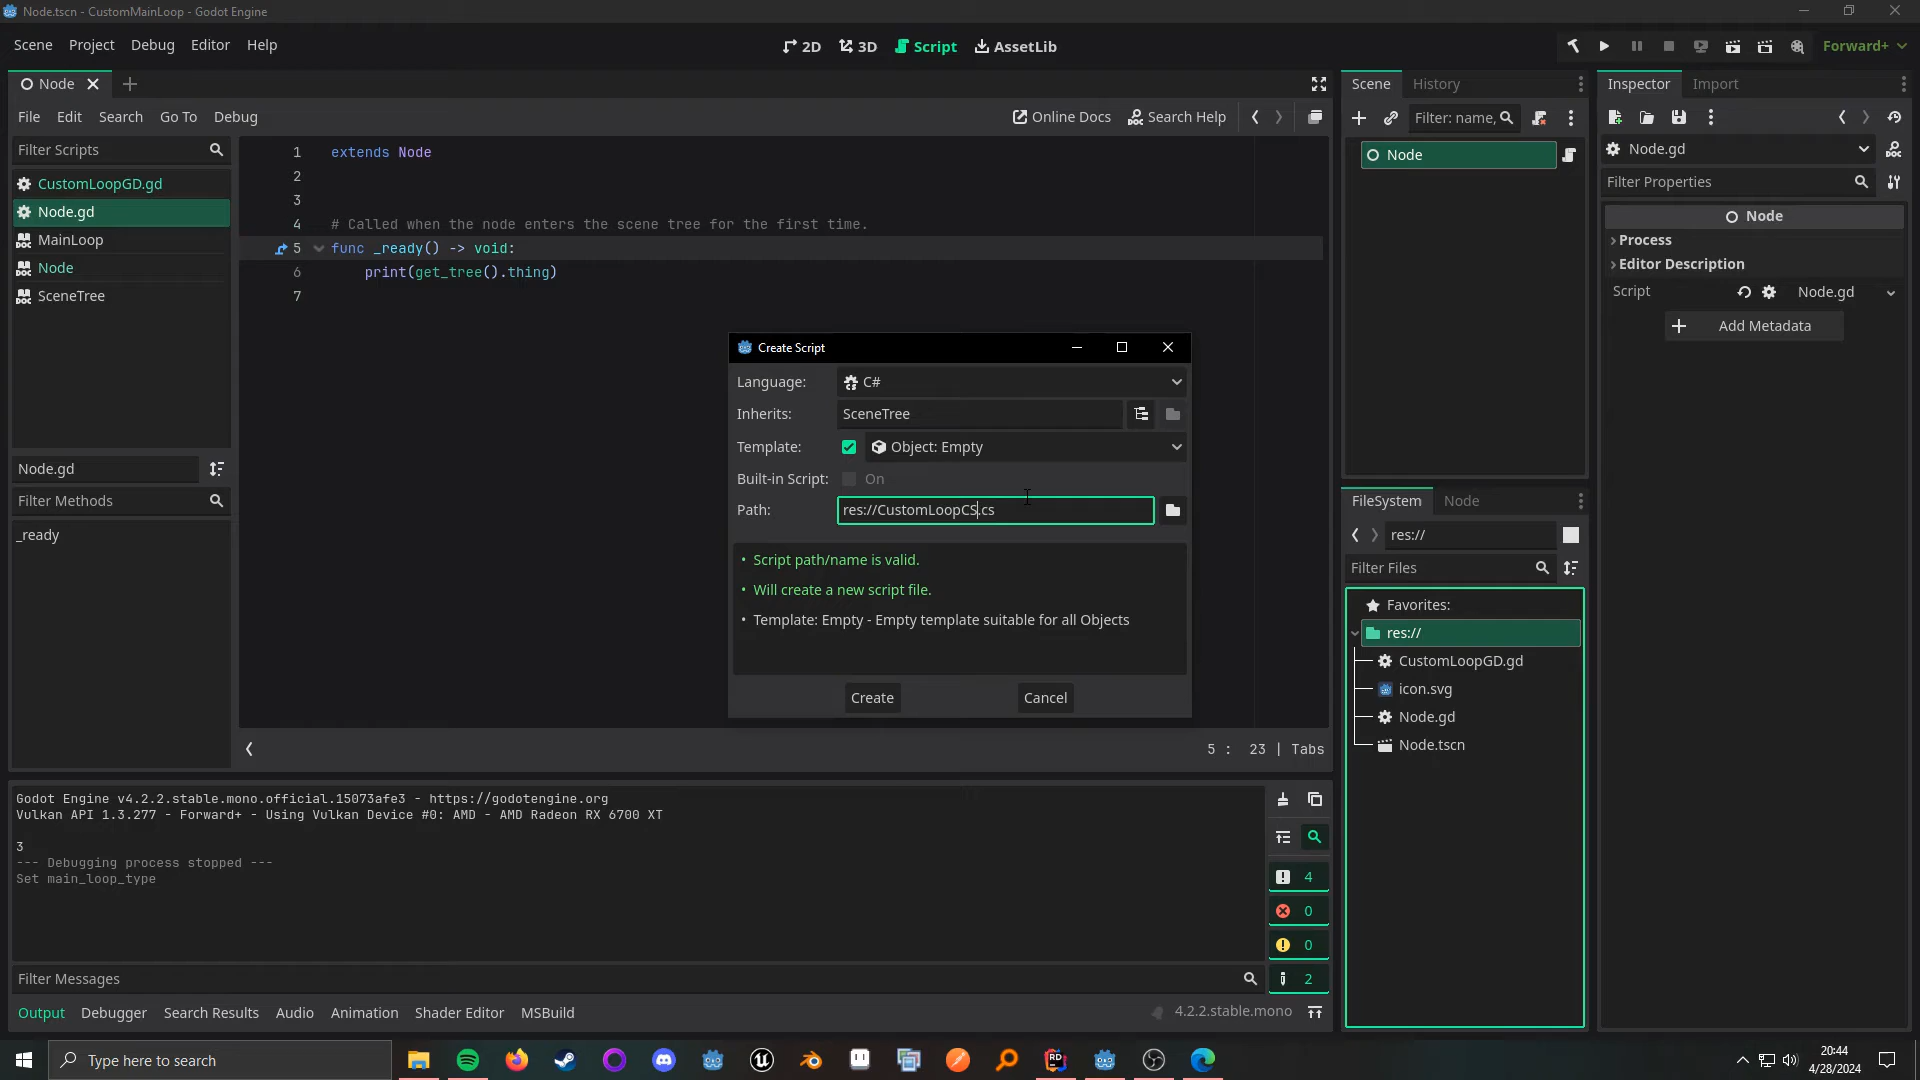 Node.tscn - CustomMainLoop - Godot Engine
Scene Project Debug Editor Help
2D 3D Script AssetLib
Forward+
Node
File Edit Search Go To Debug
Online Docs Search Help
Filter Scripts
CustomLoopGD.gd
Node.gd
MainLoop
Node
SceneTree
Node.gd
Filter Methods
_ready
1 extends Node
2
3
4 # Called when the node enters the scene tree for the first time.
5 func _ready() -> void:
6 print(get_tree().thing)
7
5 : 23 | Tabs
Create Script
Language: C#
Inherits: SceneTree
Template: Object: Empty
Built-in Script: On
Path: res://CustomLoopCS.cs
• Script path/name is valid.
• Will create a new script file.
• Template: Empty - Empty template suitable for all Objects
Create Cancel
Scene History
Filter: name,
Node
FileSystem Node
res://
Filter Files
Favorites:
res://
CustomLoopGD.gd
icon.svg
Node.gd
Node.tscn
Inspector Import
Node.gd
DOC
Filter Properties
Node
Process
Editor Description
Script Node.gd
Add Metadata
Godot Engine v4.2.2.stable.mono.official.15073afe3 - https://godotengine.org
Vulkan API 1.3.277 - Forward+ - Using Vulkan Device #0: AMD - AMD Radeon RX 6700 XT
3
--- Debugging process stopped ---
Set main_loop_type
4
0
0
2
Filter Messages
Output Debugger Search Results Audio Animation Shader Editor MSBuild
4.2.2.stable.mono
Type here to search
RD
20:44
4/28/2024